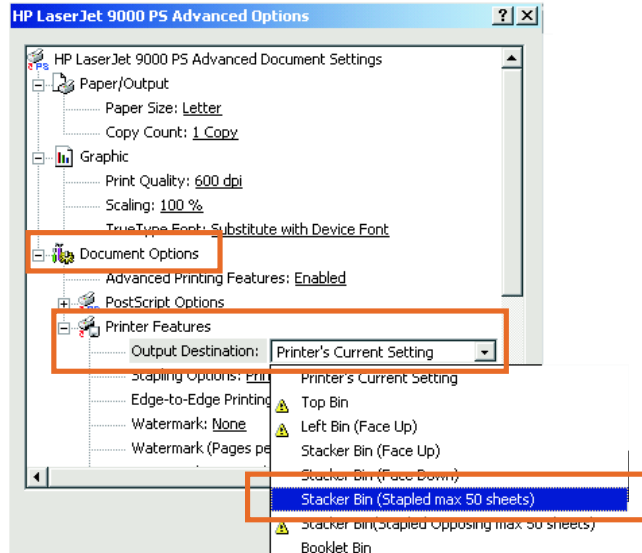 HP LaserJet 9000 PS Advanced Options
HP LaserJet 9000 PS Advanced Document Settings
Paper/Output
Paper Size: Letter
Copy Count: 1 Copy
Graphic
Print Quality: 600 dpi
Scaling: 100 %
TrueType Font: Substitute with Device Font
Document Options
Advanced Printing Features: Enabled
PostScript Options
Printer Features
Output Destination: Printer's Current Setting
Stapling Options:
Printer's Current Setting
Edge-to-Edge Printing
Top Bin
Watermark: None
Left Bin (Face Up)
Watermark (Pages
Stacker Bin (Face Up)
Stacker Bin (Face Down)
Stacker Bin (Stapled max 50 sheets)
Stacker Bin(Stapled Opposing max 50 sheets)
Booklet Bin